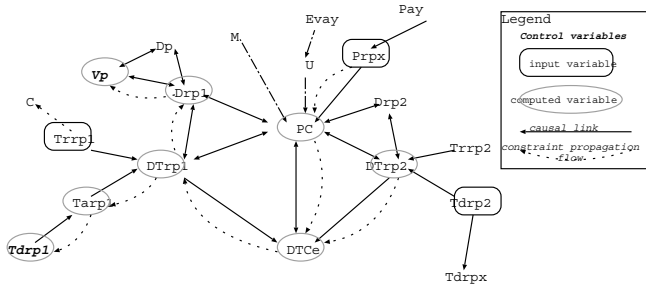 Pay
Legend
Evay
M
Control variables
Dp
Prpx
input variable
Vp
U
Drp1
Drp2
computed variable
C
PC
causal link
Trrp1
constraint propagation
flow
Trrp2
DTrp1
DTrp2
Tarp1
Tdrp2
Tdrp1
DTCe
Tdrpx